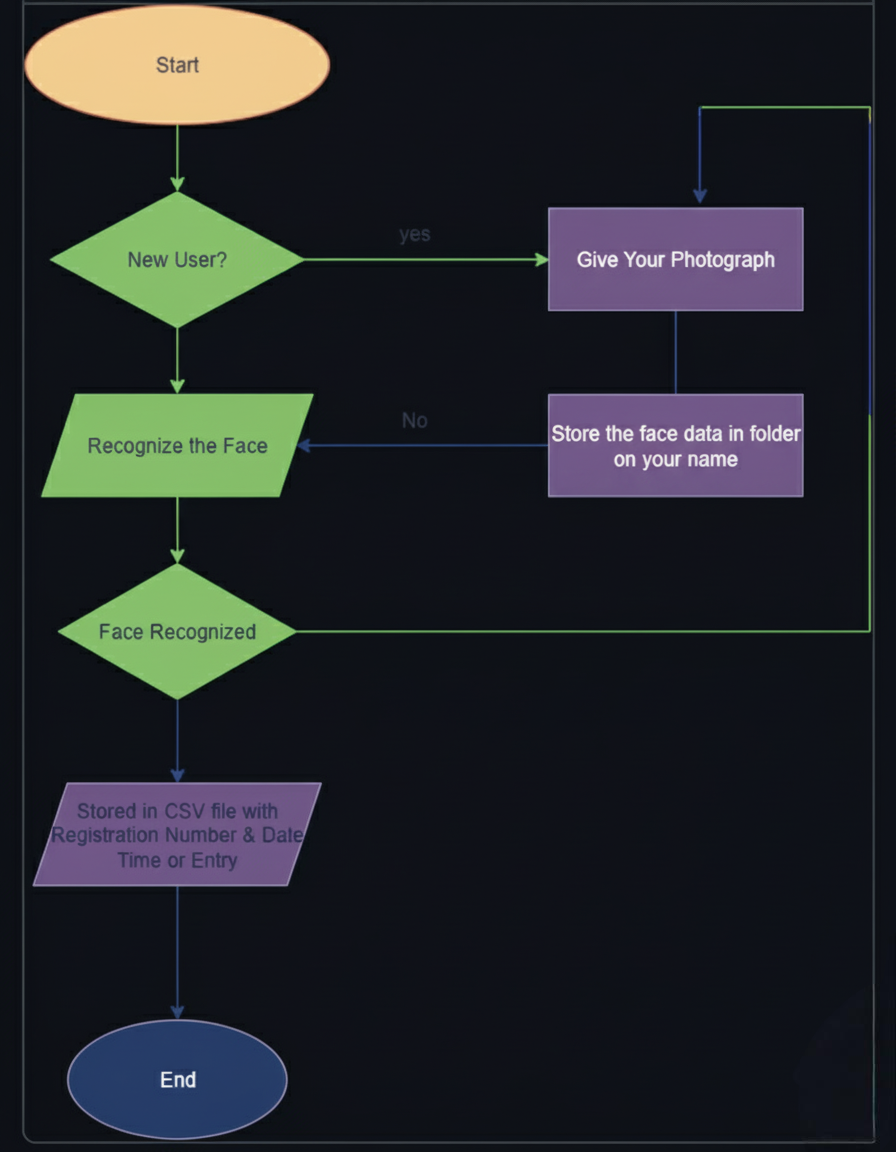 Start
New User?
yes
Give Your Photograph
Recognize the Face
No
Store the face data in folder
on your name
Face Recognized
Stored in CSV file with
Registration Number & Date
Time or Entry
End